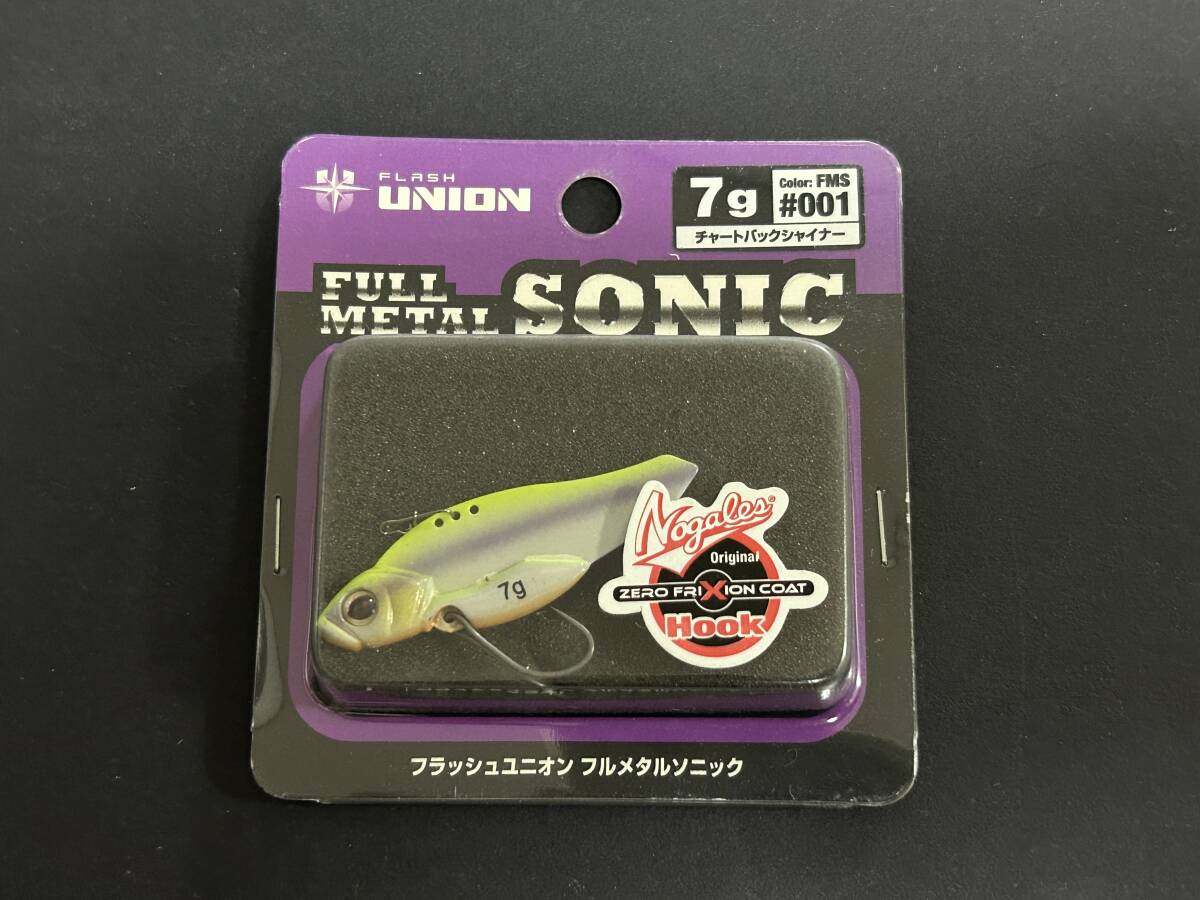 FLASH
UNION
7g
Color: FMS
#001
チャートバックシャイナー
FULL
METAL
SONIC
7g
Nogales®
Original
ZERO FRIXION COAT
Hook
フラッシュユニオン フルメタルソニック